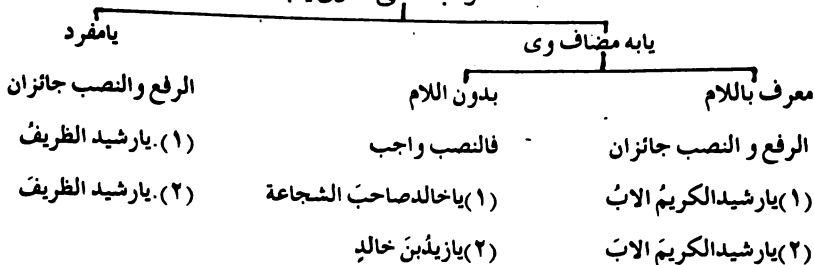 یابه مضاف وی
یامفرد
معرف باللام
بدون اللام
الرفع والنصب جائزان
الرفع و النصب جائزان
فالنصب واجب
(۱).یارشید الظریفُ
(۱)یارشیدالکریمُ الابُ
(۱)یاخالدصاحبَ الشجاعة
(۲).یارشید الظریفَ
(۲)یارشیدالکریمَ الابَ
(۲)یازیدُبنَ خالدٍ